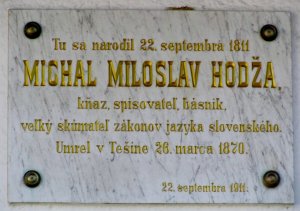 Tu sa narodil 22. septembra 1811
MICHAL MILOSLAV HODŽA.
kňaz, spisovateľ, básnik,
veľký skúmateľ zákonov jazyka slovenského.
Umrel v Tešíne 26. marca 1870.
22. septembra 1911.